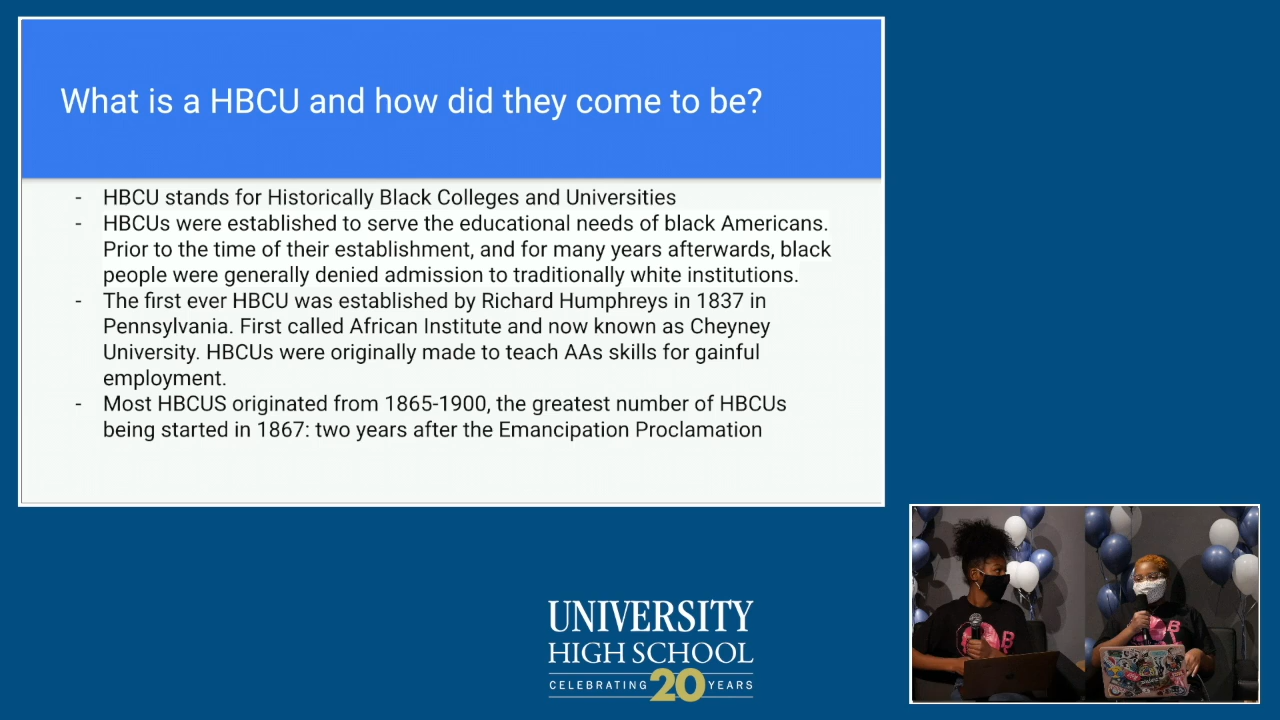 What is a HBCU and how did they come to be?
- HBCU stands for Historically Black Colleges and Universities
- HBCUs were established to serve the educational needs of black Americans.
Prior to the time of their establishment, and for many years afterwards, black
people were generally denied admission to traditionally white institutions.
- The first ever HBCU was established by Richard Humphreys in 1837 in
Pennsylvania. First called African Institute and now known as Cheyney
University. HBCUs were originally made to teach AAs skills for gainful
employment.
- Most HBCUS originated from 1865-1900, the greatest number of HBCUs
being started in 1867: two years after the Emancipation Proclamation
UNIVERSITY
HIGH SCHOOL
CELEBRATING 20 YEARS